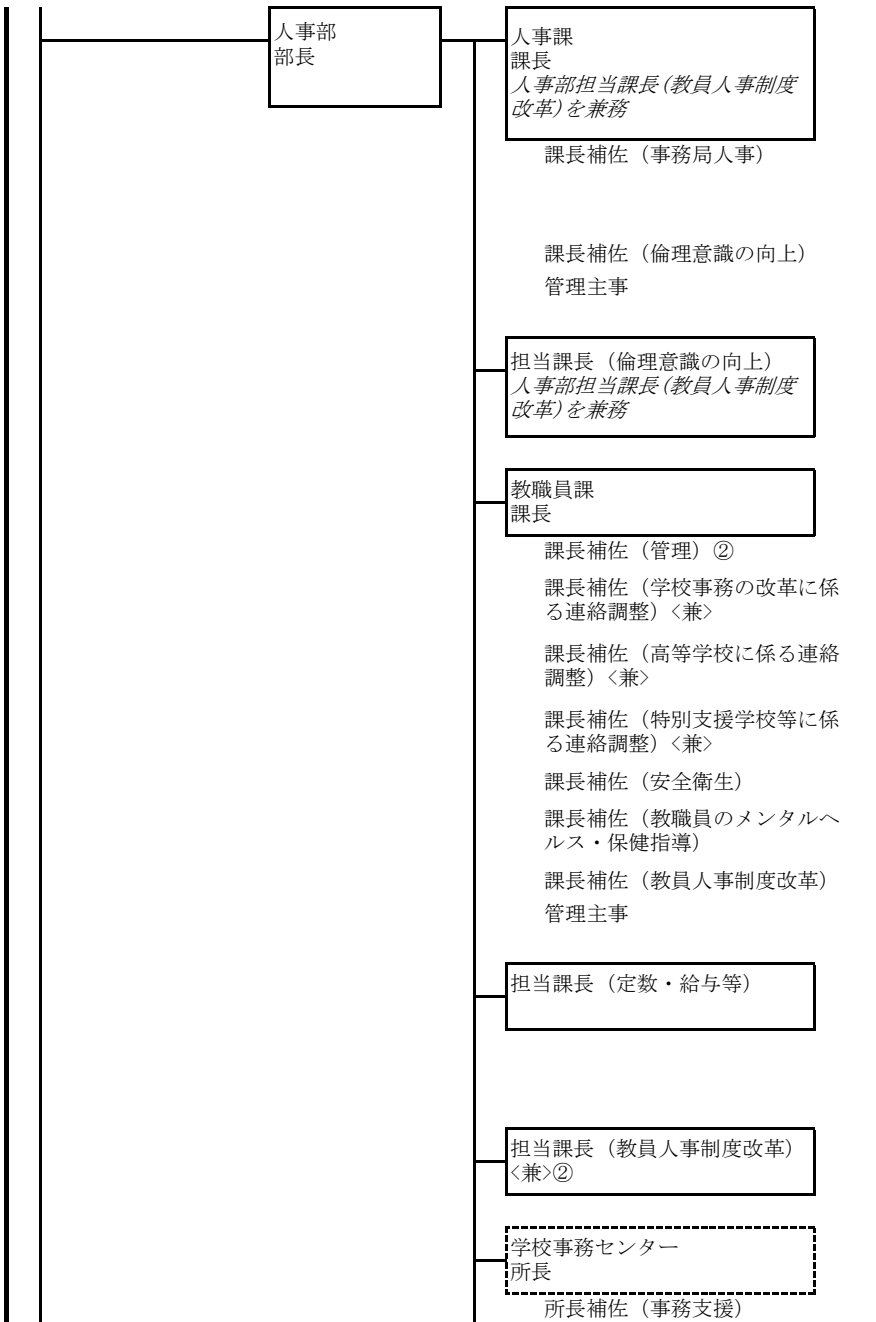 人事部
部長
人事課
課長
人事部担当課長(教員人事制度
改革)を兼務
課長補佐（事務局人事）
課長補佐（倫理意識の向上）
管理主事
担当課長（倫理意識の向上）
人事部担当課長(教員人事制度
改革)を兼務
教職員課
課長
課長補佐（管理）②
課長補佐（学校事務の改革に係
る連絡調整）<兼>
課長補佐（高等学校に係る連絡
調整）<兼>
課長補佐（特別支援学校等に係
る連絡調整）<兼>
課長補佐（安全衛生）
課長補佐（教職員のメンタルヘ
ルス・保健指導）
課長補佐（教員人事制度改革）
管理主事
担当課長（定数・給与等）
担当課長（教員人事制度改革）
<兼>②
学校事務センター
所長
所長補佐（事務支援）